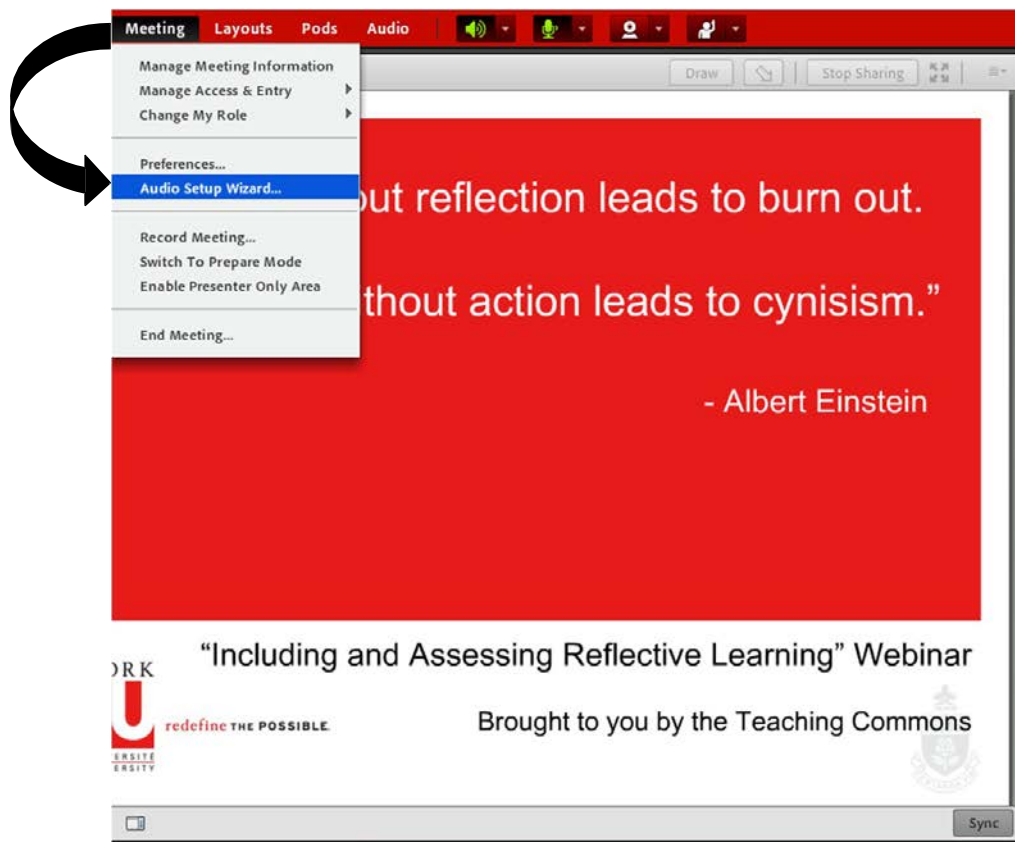 Meeting Layouts Pods Audio
Manage Meeting Information
Manage Access & Entry
Change My Role
Preferences...
Audio Setup Wizard...
Record Meeting...
Switch To Prepare Mode
Enable Presenter Only Area
End Meeting...
Draw Stop Sharing
out reflection leads to burn out.
thout action leads to cynisism.”
- Albert Einstein
“Including and Assessing Reflective Learning” Webinar
ORK
U
redefine THE POSSIBLE.
ERSITÉ
ERSITY
Brought to you by the Teaching Commons
Sync